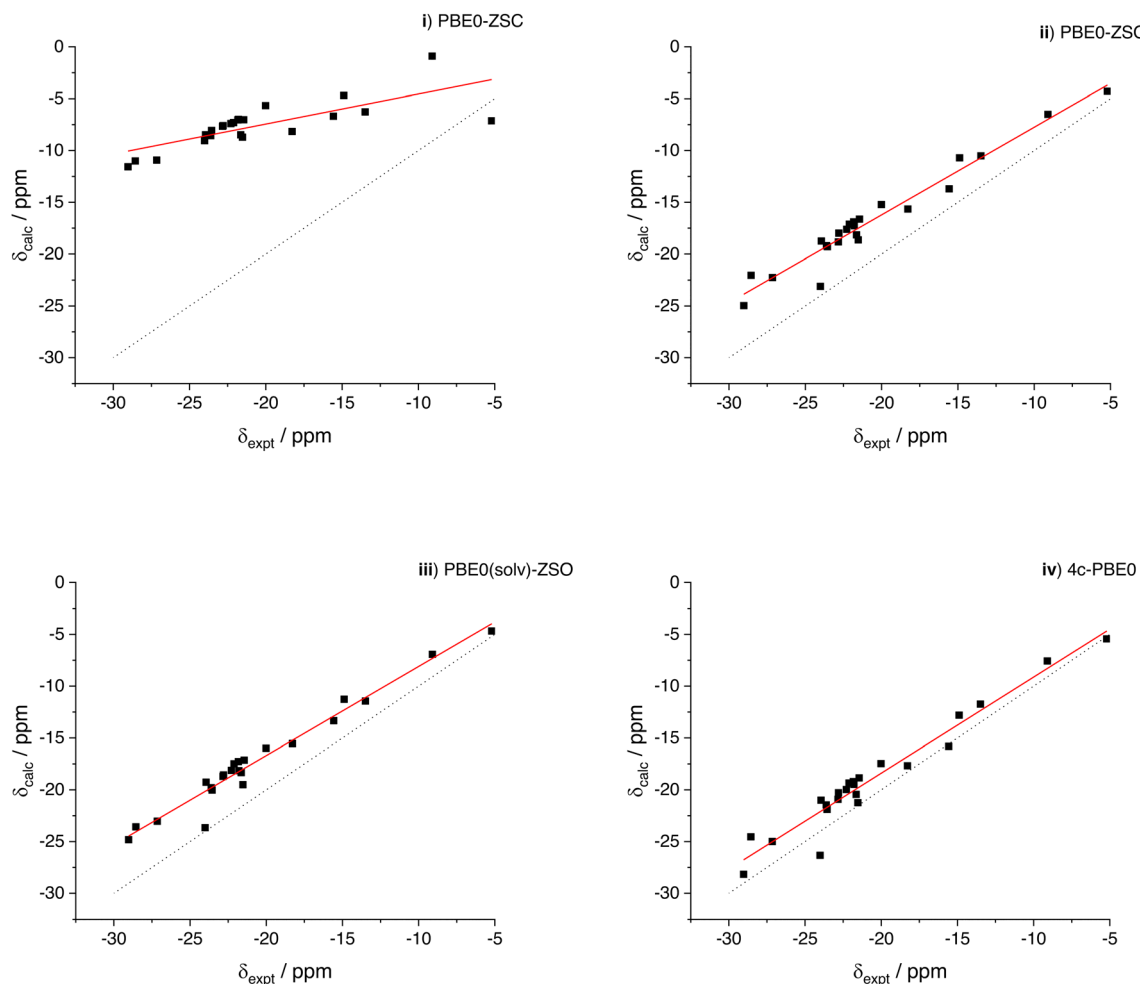 i) PBE0-ZSC
0
-5
-10
-15
-20
-25
-30
δcalc / ppm
-30 -25 -20 -15 -10 -5
δexpt / ppm
ii) PBE0-ZSO
0
-5
-10
-15
-20
-25
-30
δcalc / ppm
-30 -25 -20 -15 -10 -5
δexpt / ppm
iii) PBE0(solv)-ZSO
0
-5
-10
-15
-20
-25
-30
δcalc / ppm
-30 -25 -20 -15 -10 -5
δexpt / ppm
iv) 4c-PBE0
0
-5
-10
-15
-20
-25
-30
δcalc / ppm
-30 -25 -20 -15 -10 -5
δexpt / ppm